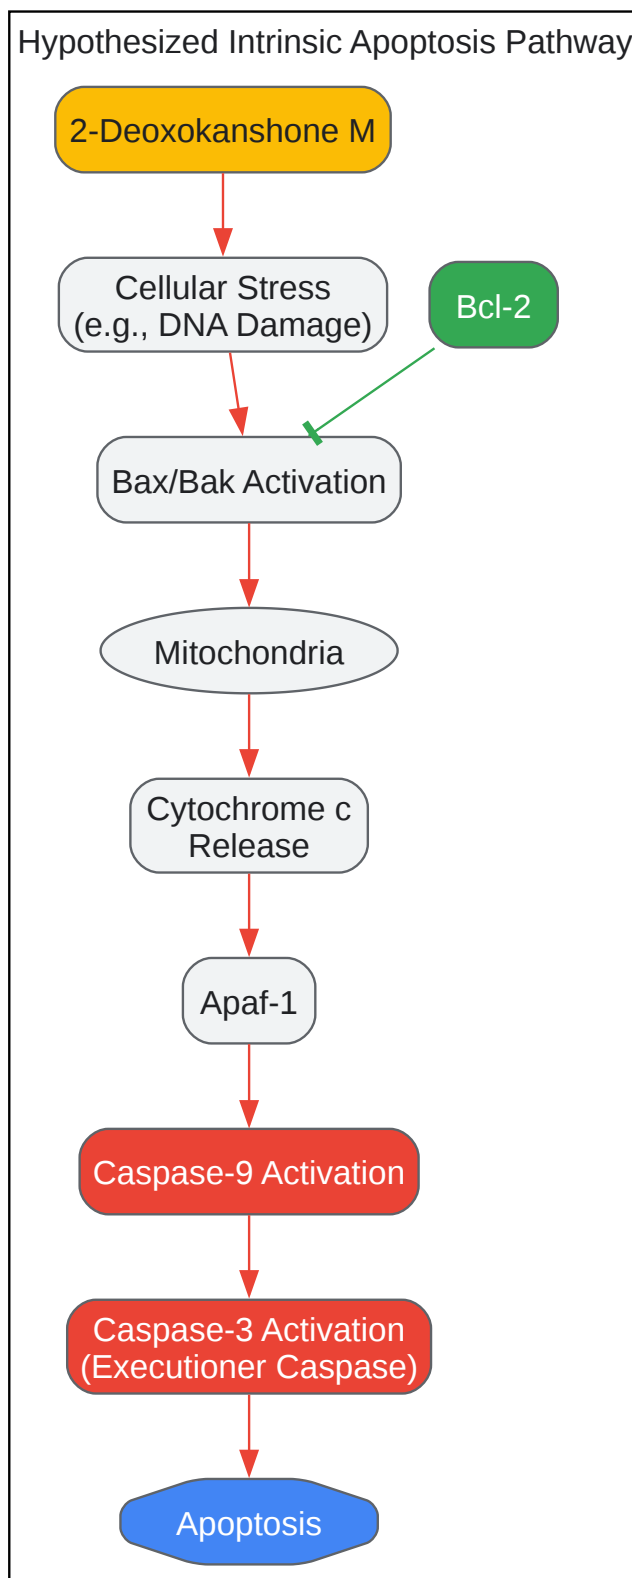 Hypothesized Intrinsic Apoptosis Pathway
2-Deoxokanshone M
Cellular Stress
(e.g., DNA Damage)
Bcl-2
Bax/Bak Activation
Mitochondria
Cytochrome c
Release
Apaf-1
Caspase-9 Activation
Caspase-3 Activation
(Executioner Caspase)
Apoptosis